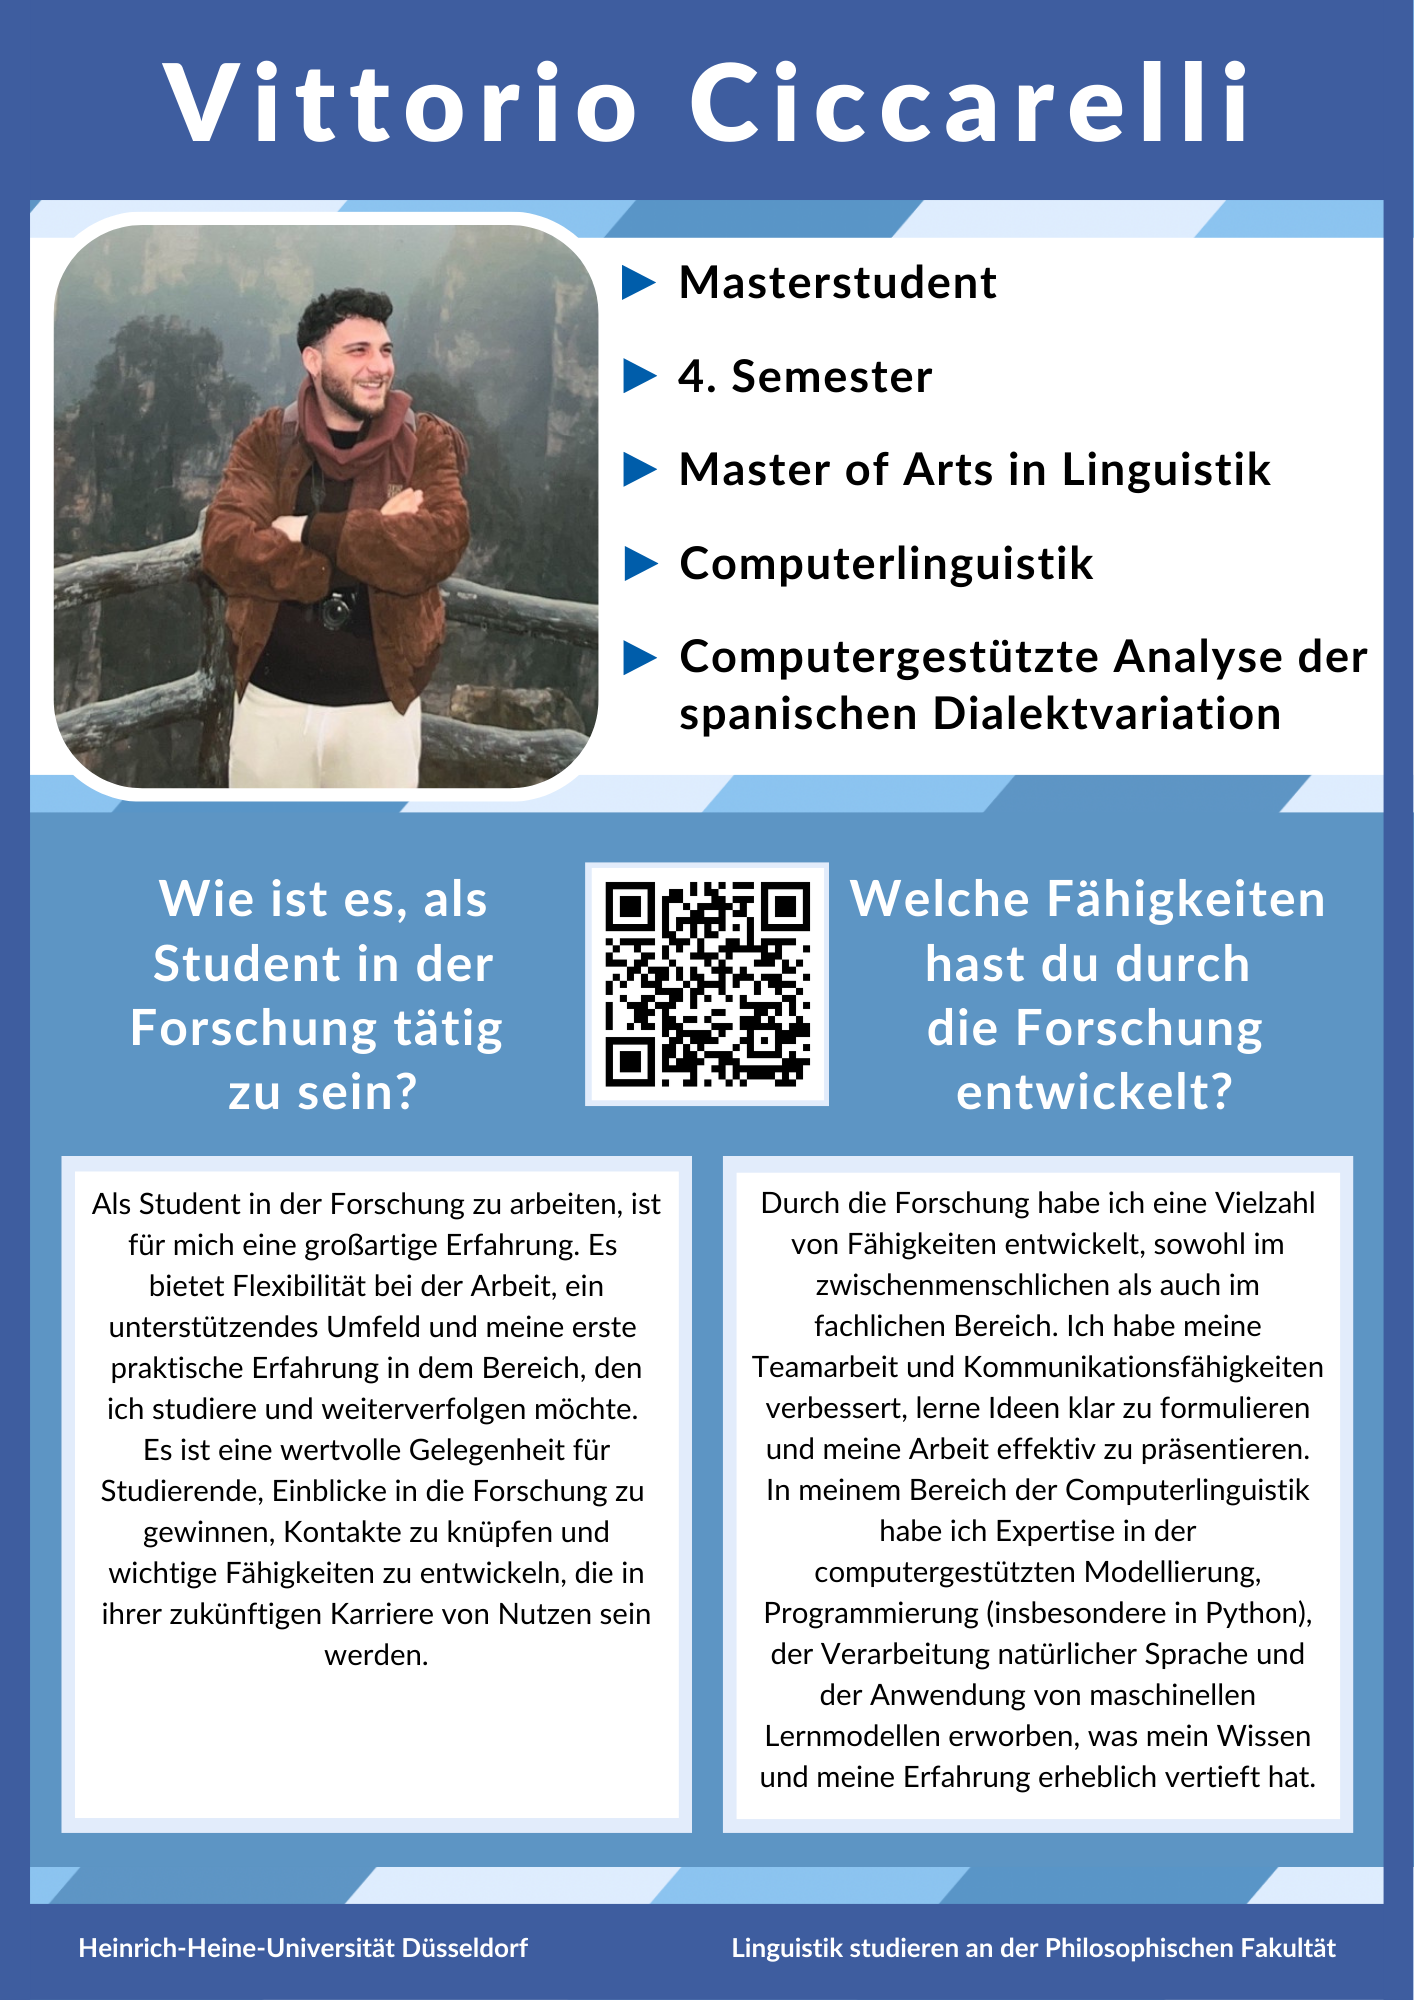 Vittorio Ciccarelli
Masterstudent
4. Semester
Master of Arts in Linguistik
Computerlinguistik
Computergestützte Analyse der
spanischen Dialektvariation
Wie ist es, als
Student in der
Forschung tätig
zu sein?
Welche Fähigkeiten
hast du durch
die Forschung
entwickelt?
Als Student in der Forschung zu arbeiten, ist
für mich eine großartige Erfahrung. Es
bietet Flexibilität bei der Arbeit, ein
unterstützendes Umfeld und meine erste
praktische Erfahrung in dem Bereich, den
ich studiere und weiterverfolgen möchte.
Es ist eine wertvolle Gelegenheit für
Studierende, Einblicke in die Forschung zu
gewinnen, Kontakte zu knüpfen und
wichtige Fähigkeiten zu entwickeln, die in
ihrer zukünftigen Karriere von Nutzen sein
werden.
Durch die Forschung habe ich eine Vielzahl
von Fähigkeiten entwickelt, sowohl im
zwischenmenschlichen als auch im
fachlichen Bereich. Ich habe meine
Teamarbeit und Kommunikationsfähigkeiten
verbessert, lerne Ideen klar zu formulieren
und meine Arbeit effektiv zu präsentieren.
In meinem Bereich der Computerlinguistik
habe ich Expertise in der
computergestützten Modellierung,
Programmierung (insbesondere in Python),
der Verarbeitung natürlicher Sprache und
der Anwendung von maschinellen
Lernmodellen erworben, was mein Wissen
und meine Erfahrung erheblich vertieft hat.
Heinrich-Heine-Universität Düsseldorf
Linguistik studieren an der Philosophischen Fakultät